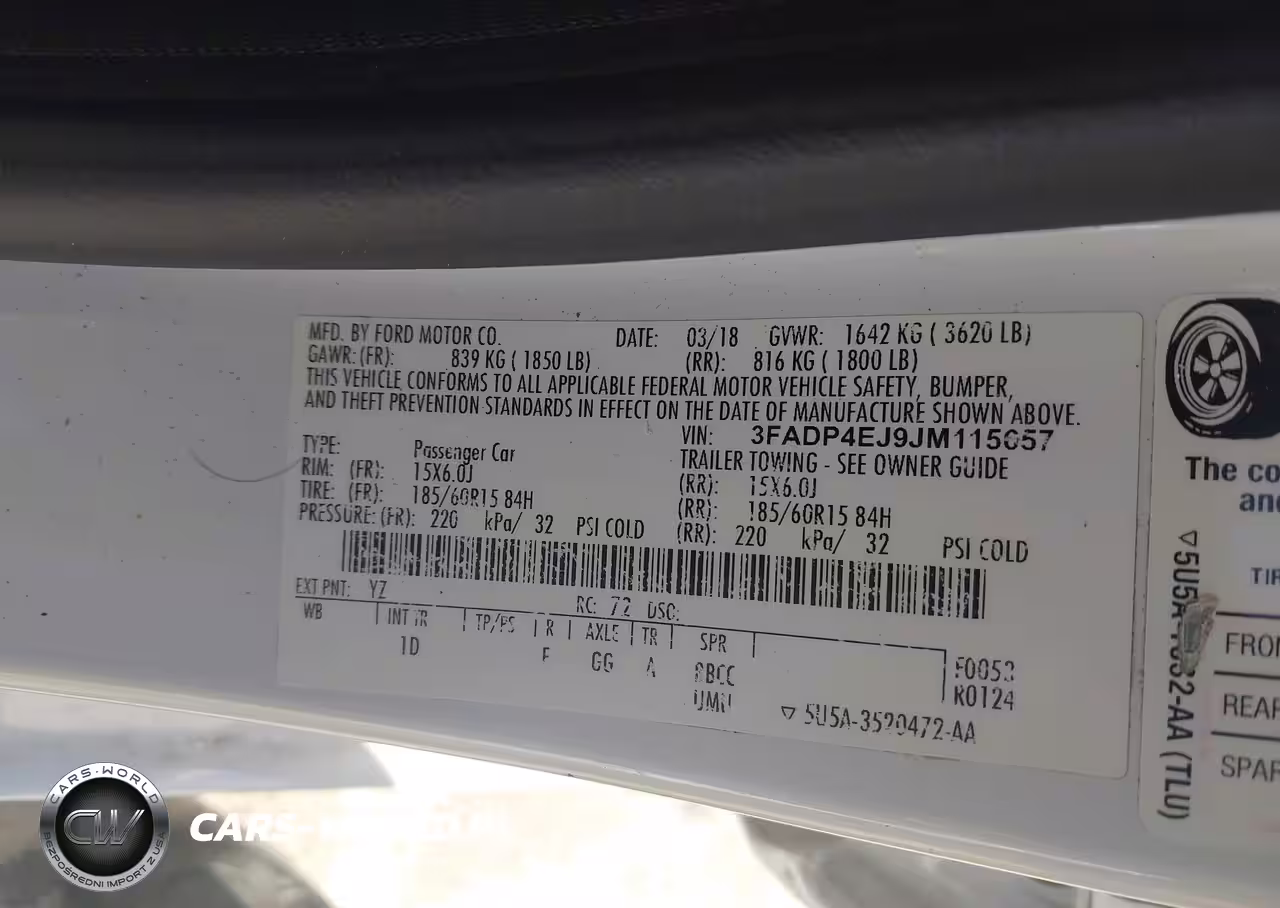 MFD. BY FORD MOTOR CO. DATE: 03/18 GVWR: 1642 KG ( 3620 LB)
GAWR: (FR): 839 KG ( 1850 LB) (RR): 816 KG ( 1800 LB)
THIS VEHICLE CONFORMS TO ALL APPLICABLE FEDERAL MOTOR VEHICLE SAFETY, BUMPER,
AND THEFT PREVENTION STANDARDS IN EFFECT ON THE DATE OF MANUFACTURE SHOWN ABOVE.
VIN:
TYPE: Passenger Car TRAILER TOWING - SEE OWNER GUIDE
RIM: (FR): 15X6.0J (RR): 15X6.0J
TIRE: (FR): 185/60R15 84H (RR): 185/60R15 84H
PRESSURE: (FR): 220 kPa/ 32 PSI COLD (RR): 220 kPa/ 32 PSI COLD
EXT PNT: YZ RC: 72 DSO:
WB INT TR TP/PS R AXLE TR SPR
1D F GG A
R0124
5U5A-3520472-AA
The co
and
TIR
FRON
REAR
SPAR
(TLU)
CARS-WORLD
CW
BEZPOŚREDNI IMPORT Z USA